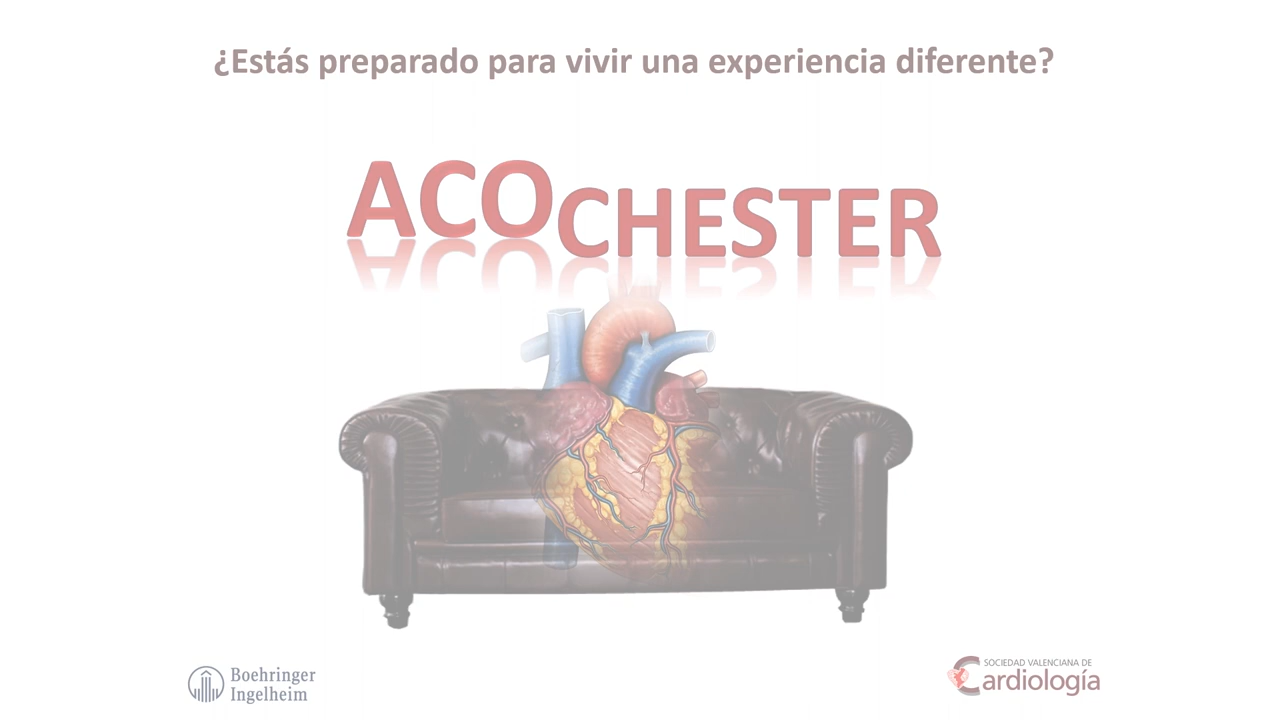 ¿Estás preparado para vivir una experiencia diferente?
ACOCHESTER
Boehringer
Ingelheim
SOCIEDAD VALENCIANA DE
Cardiología